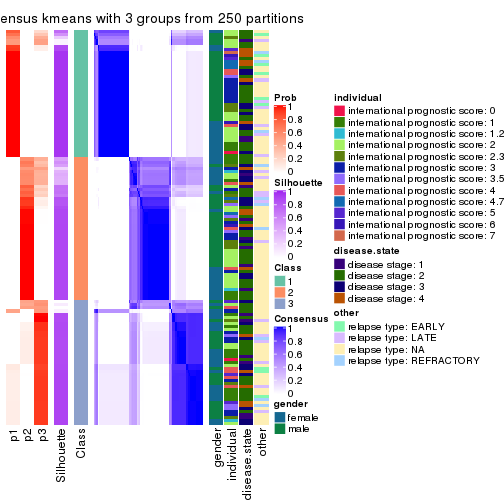 ensus kmeans with 3 groups from 250 partitions
Prob
1
0.8
0.6
0.4
0.2
0
Silhouette
1
0.8
0.6
0.4
0.2
0
Class
1
2
3
Consensus
1
0.8
0.6
0.4
0.2
0
gender
female
male
individual
international prognostic score: 0
international prognostic score: 1
international prognostic score: 1.2
international prognostic score: 2
international prognostic score: 2.3
international prognostic score: 3
international prognostic score: 3.5
international prognostic score: 4
international prognostic score: 4.7
international prognostic score: 5
international prognostic score: 6
international prognostic score: 7
disease.state
disease stage: 1
disease stage: 2
disease stage: 3
disease stage: 4
other
relapse type: EARLY
relapse type: LATE
relapse type: NA
relapse type: REFRACTORY
p1
p2
p3
Silhouette
Class
gender
individual
disease.state
other